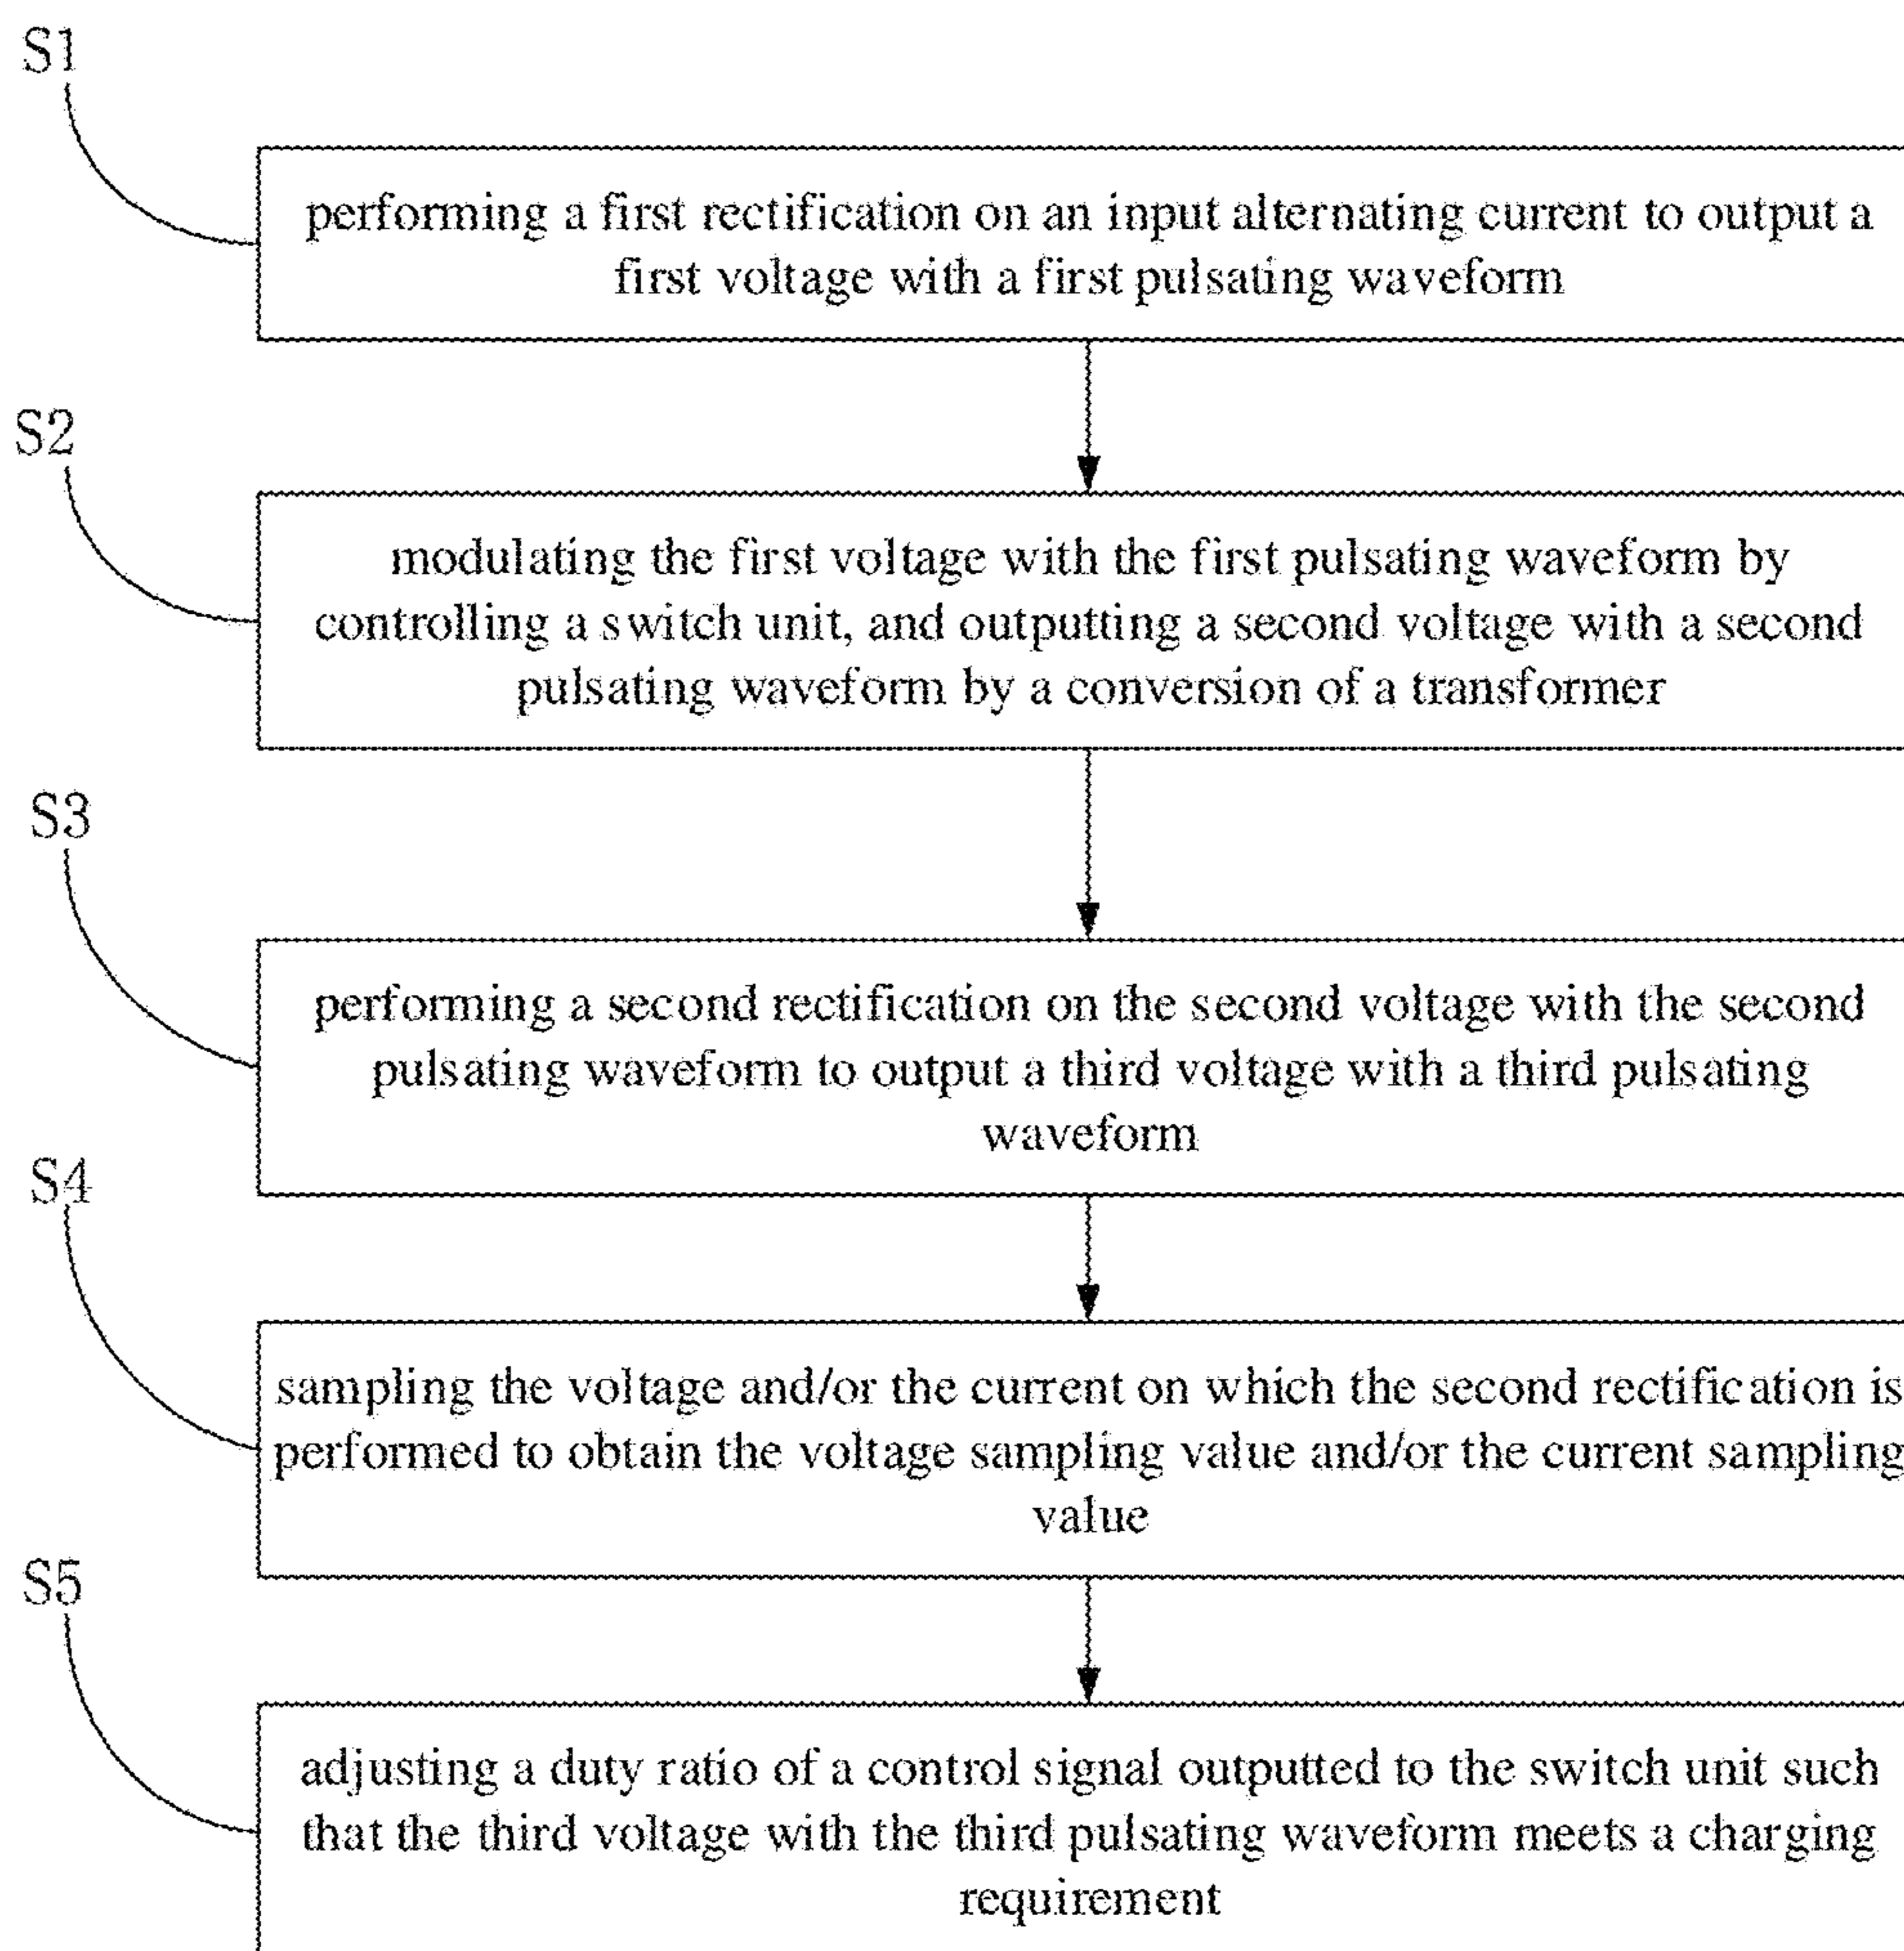 S1
performing a first rectification on an input alternating current to output a
first voltage with a first pulsating waveform
S2
modulating the first voltage with the first pulsating waveform by
controlling a switch unit, and outputting a second voltage with a second
pulsating waveform by a conversion of a transformer
S3
performing a second rectification on the second voltage with the second
pulsating waveform to output a third voltage with a third pulsating
waveform
S4
sampling the voltage and/or the current on which the second rectification is
performed to obtain the voltage sampling value and/or the current sampling
value
S5
adjusting a duty ratio of a control signal outputted to the switch unit such
that the third voltage with the third pulsating waveform meets a charging
requirement